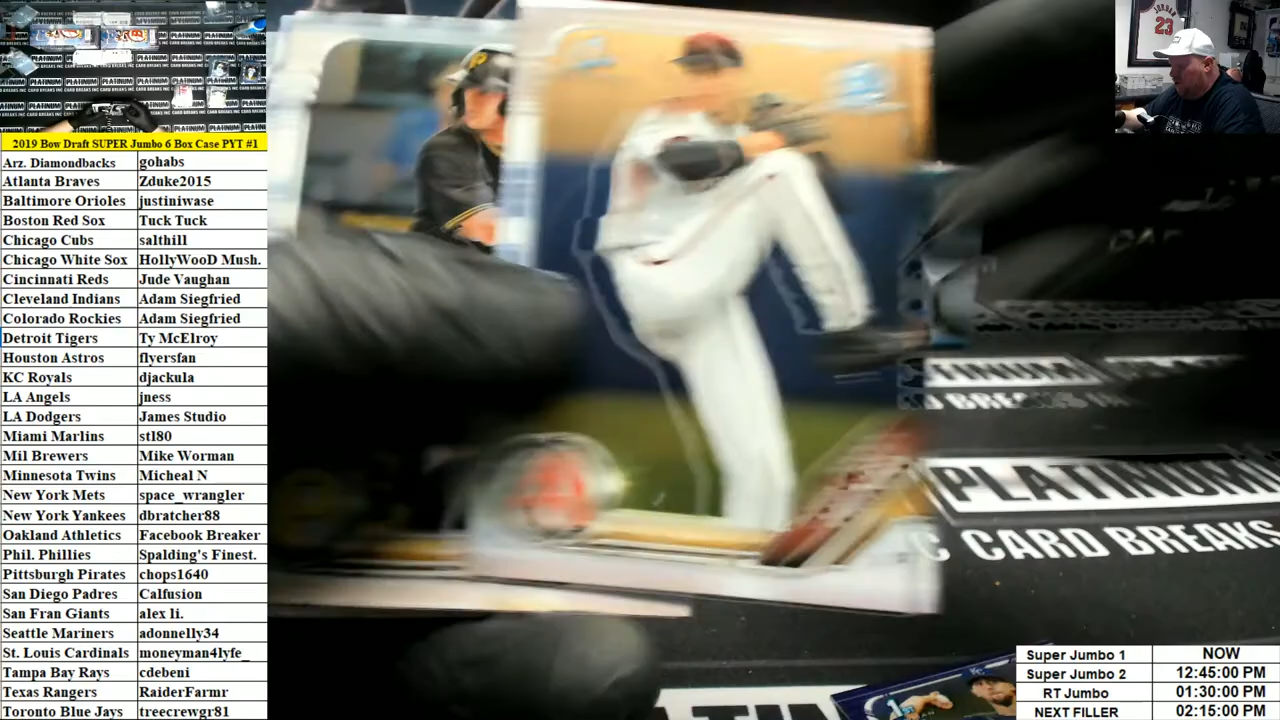 2019 Bow Draft SUPER Jumbo 6 Box Case PYT #1
Arz. Diamondbacks gohabs
Atlanta Braves Zduke2015
Baltimore Orioles justiniwase
Boston Red Sox Tuck Tuck
Chicago Cubs salthill
Chicago White Sox HollyWooD Mush.
Cincinnati Reds Jude Vaughan
Cleveland Indians Adam Siegfried
Colorado Rockies Adam Siegfried
Detroit Tigers Ty McElroy
Houston Astros flyersfan
KC Royals djackula
LA Angels jness
LA Dodgers James Studio
Miami Marlins stl80
Mil Brewers Mike Worman
Minnesota Twins Micheal N
New York Mets space_wrangler
New York Yankees dbratcher88
Oakland Athletics Facebook Breaker
Phil. Phillies Spalding's Finest.
Pittsburgh Pirates chops1640
San Diego Padres Calfusion
San Fran Giants alex li.
Seattle Mariners adonnelly34
St. Louis Cardinals moneyman4lyfe_
Tampa Bay Rays cdebeni
Texas Rangers RaiderFarmr
Toronto Blue Jays treecrewgr81
JORDAN
23
PLATINUM
CARD BREAKS
Super Jumbo 1 NOW
Super Jumbo 2 12:45:00 PM
RT Jumbo 01:30:00 PM
NEXT FILLER 02:15:00 PM